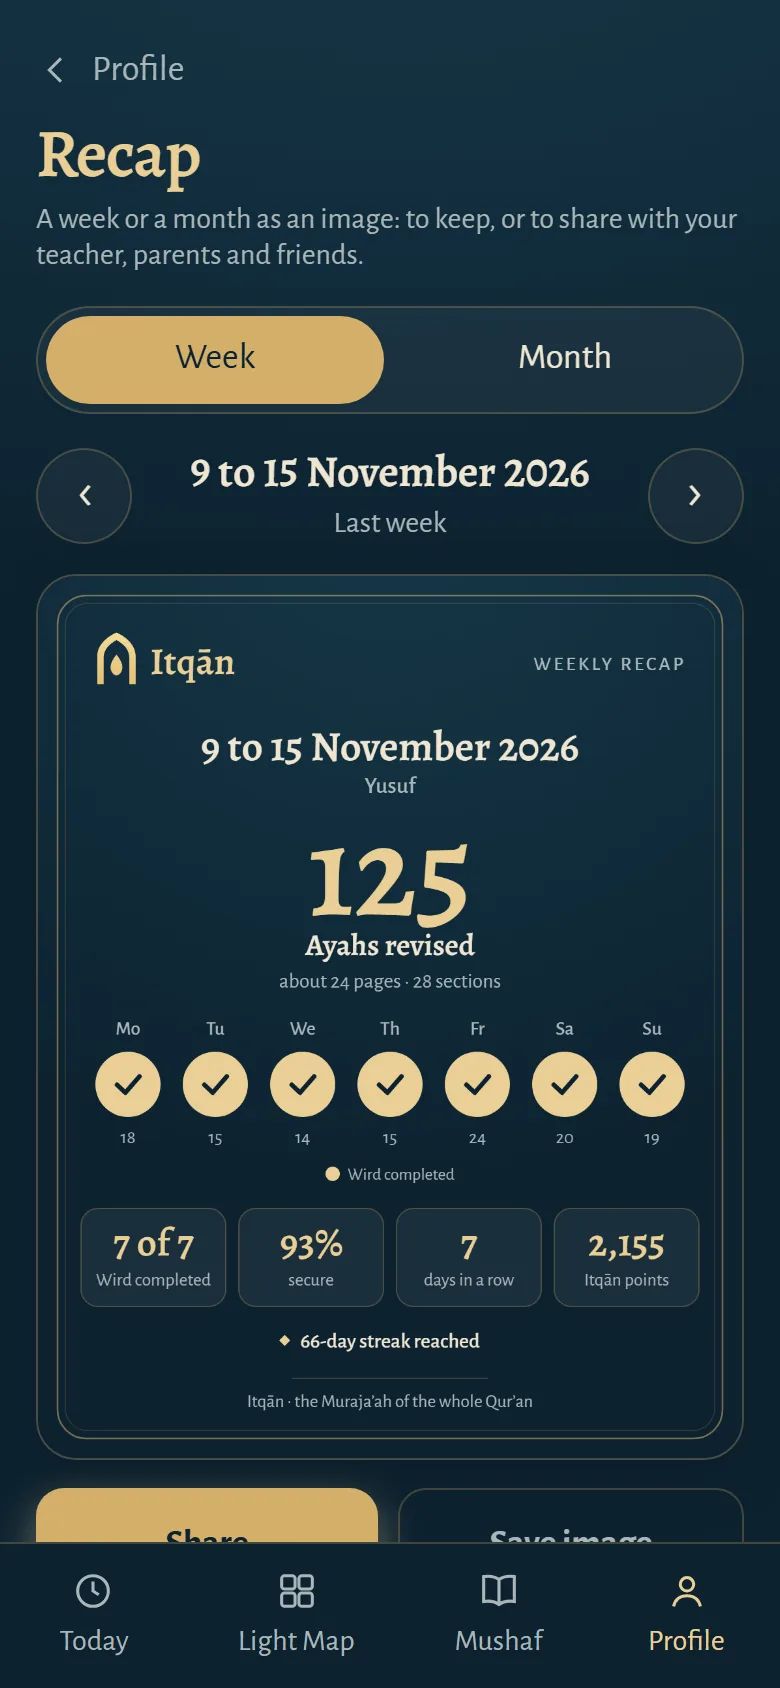 Profile
Recap
A week or a month as an image: to keep, or to share with your
teacher, parents and friends.
Week Month
9 to 15 November 2026
Last week
Itqān WEEKLY RECAP
9 to 15 November 2026
Yusuf
125
Ayahs revised
about 24 pages · 28 sections
Mo Tu We Th Fr Sa Su
18 15 14 15 24 20 19
Wird completed
7 of 7 93% 7 2,155
Wird completed secure days in a row Itqān points
66-day streak reached
Itqān · the Muraja’ah of the whole Qur’an
Share Save image
Today Light Map Mushaf Profile